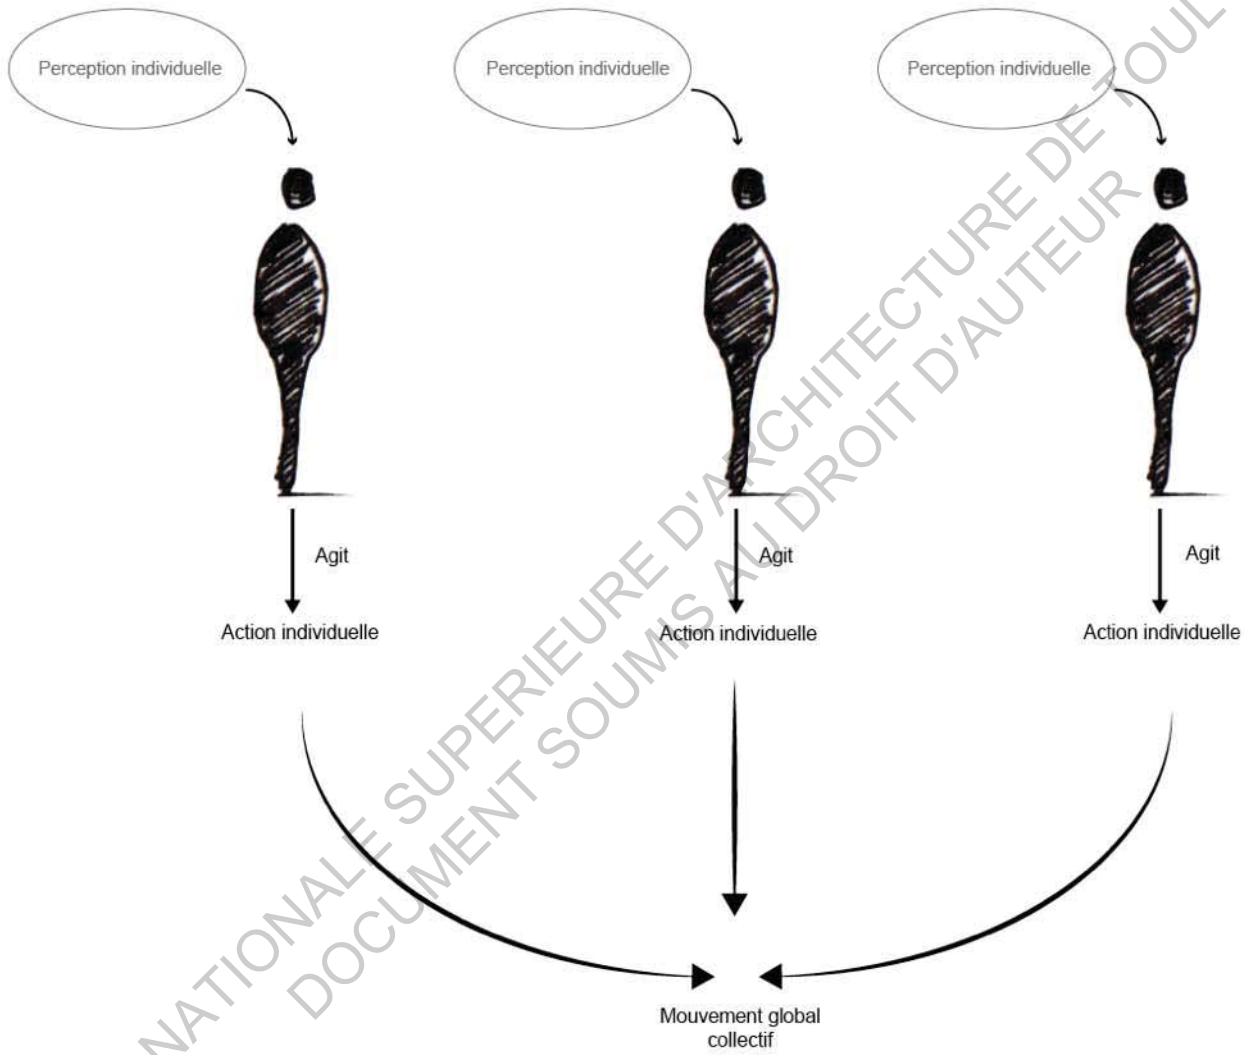 Perception individuelle
Perception individuelle
Perception individuelle
Agit
Agit
Agit
Action individuelle
Action individuelle
Action individuelle
Mouvement global
collectif
NATIONALE SUPERIEURE D'ARCHITECTURE DE TOUL
DOCUMENT SOUMIS AU DROIT D'AUTEUR